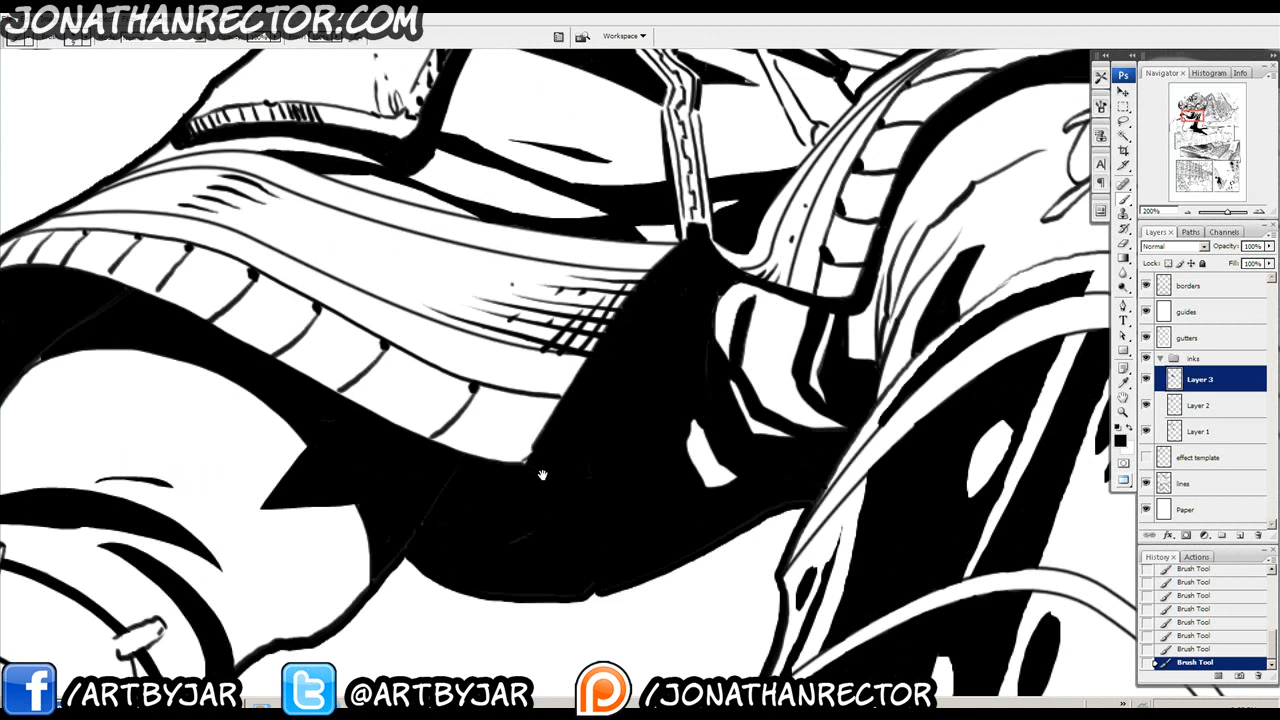 JONATHANRECTOR.COM
Workspace
Ps
Navigator × Histogram Info
200%
Layers × Paths Channels
Normal Opacity: 100%
Lock: Fill: 100%
borders
guides
gutters
inks
Layer 3
Layer 2
Layer 1
effect template
lines
Paper
History × Actions
Brush Tool
Brush Tool
Brush Tool
Brush Tool
Brush Tool
Brush Tool
Brush Tool
Brush Tool
/ARTBYJAR @ARTBYJAR /JONATHANRECTOR